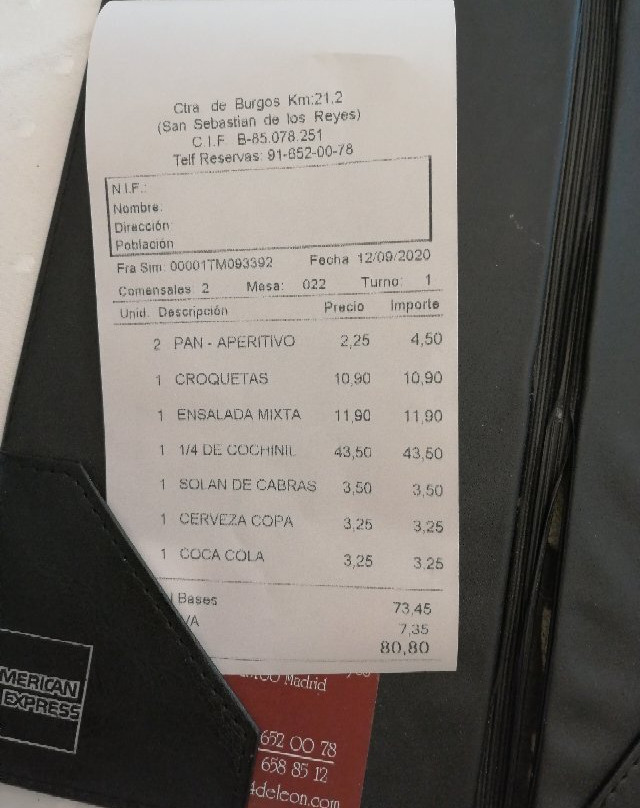 Ctra de Burgos Km:21,2
(San Sebastian de los Reyes)
C.I.F B-85.078.251
Telf Reservas: 91-652-00-78
N.I.F.:
Nombre:
Dirección:
Población
Fra Sim: 00001TM093392 Fecha 12/09/2020
Comensales 2 Mesa: 022 Turno: 1
Unid. Descripción Precio Importe
2 PAN - APERITIVO 2,25 4,50
1 CROQUETAS 10,90 10,90
1 ENSALADA MIXTA 11,90 11,90
1 1/4 DE COCHINIL 43,50 43,50
1 SOLAN DE CABRAS 3,50 3,50
1 CERVEZA COPA 3,25 3,25
1 COCA COLA 3,25 3,25
Bases 73,45
VA 7,35
80,80
Madrid
652 00 78
658 85 12
deleon.com
MERICAN
EXPRESS